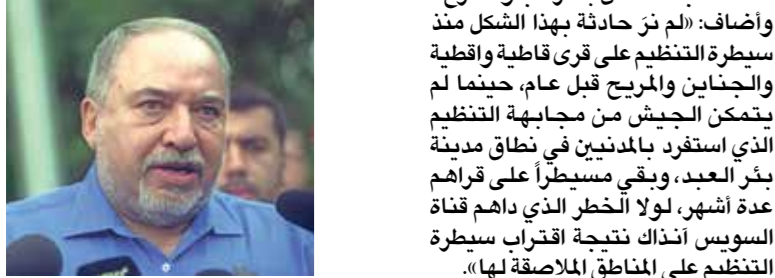 وأضاف: «لم نرَ حادثة بهذا الشكل منذ
سيطرة التنظيم على قرى قاطية واقطية
والجناين والمريح قبل عام، حينما لم
يتمكن الجيش من مجابهة التنظيم
الذي استفرد بالمدنيين في نطاق مدينة
بئر العبد، وبقي مسيطراً على قراهم
عدة أشهر، لولا الخطر الذي داهم قناة
السويس آنذاك نتيجة اقتراب سيطرة
التنظيم على المناطق الملاصقة لها».